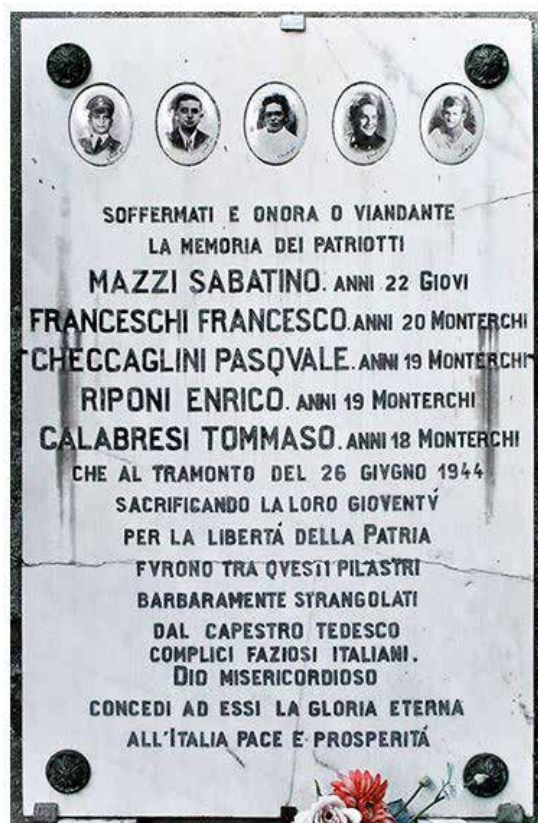 SOFFERMATI E ONORA O VIANDANTE
LA MEMORIA DEI PATRIOTTI
MAZZI SABATINO. ANNI 22 GIOVI
FRANCESCHI FRANCESCO. ANNI 20 MONTERCHI
CHECCAGLINI PASQVALE. ANNI 19 MONTERCHI
RIPONI ENRICO. ANNI 19 MONTERCHI
CALABRESI TOMMASO. ANNI 18 MONTERCHI
CHE AL TRAMONTO DEL 26 GIVGNO 1944
SACRIFICANDO LA LORO GIOVENTÝ
PER LA LIBERTÁ DELLA PATRIA
FVRONO TRA QVESTI PILASTRI
BARBARAMENTE STRANGOLATI
DAL CAPESTRO TEDESCO
COMPLICI FAZIOSI ITALIANI.
DIO MISERICORDIOSO
CONCEDI AD ESSI LA GLORIA ETERNA
ALL'ITALIA PACE E PROSPERITÁ